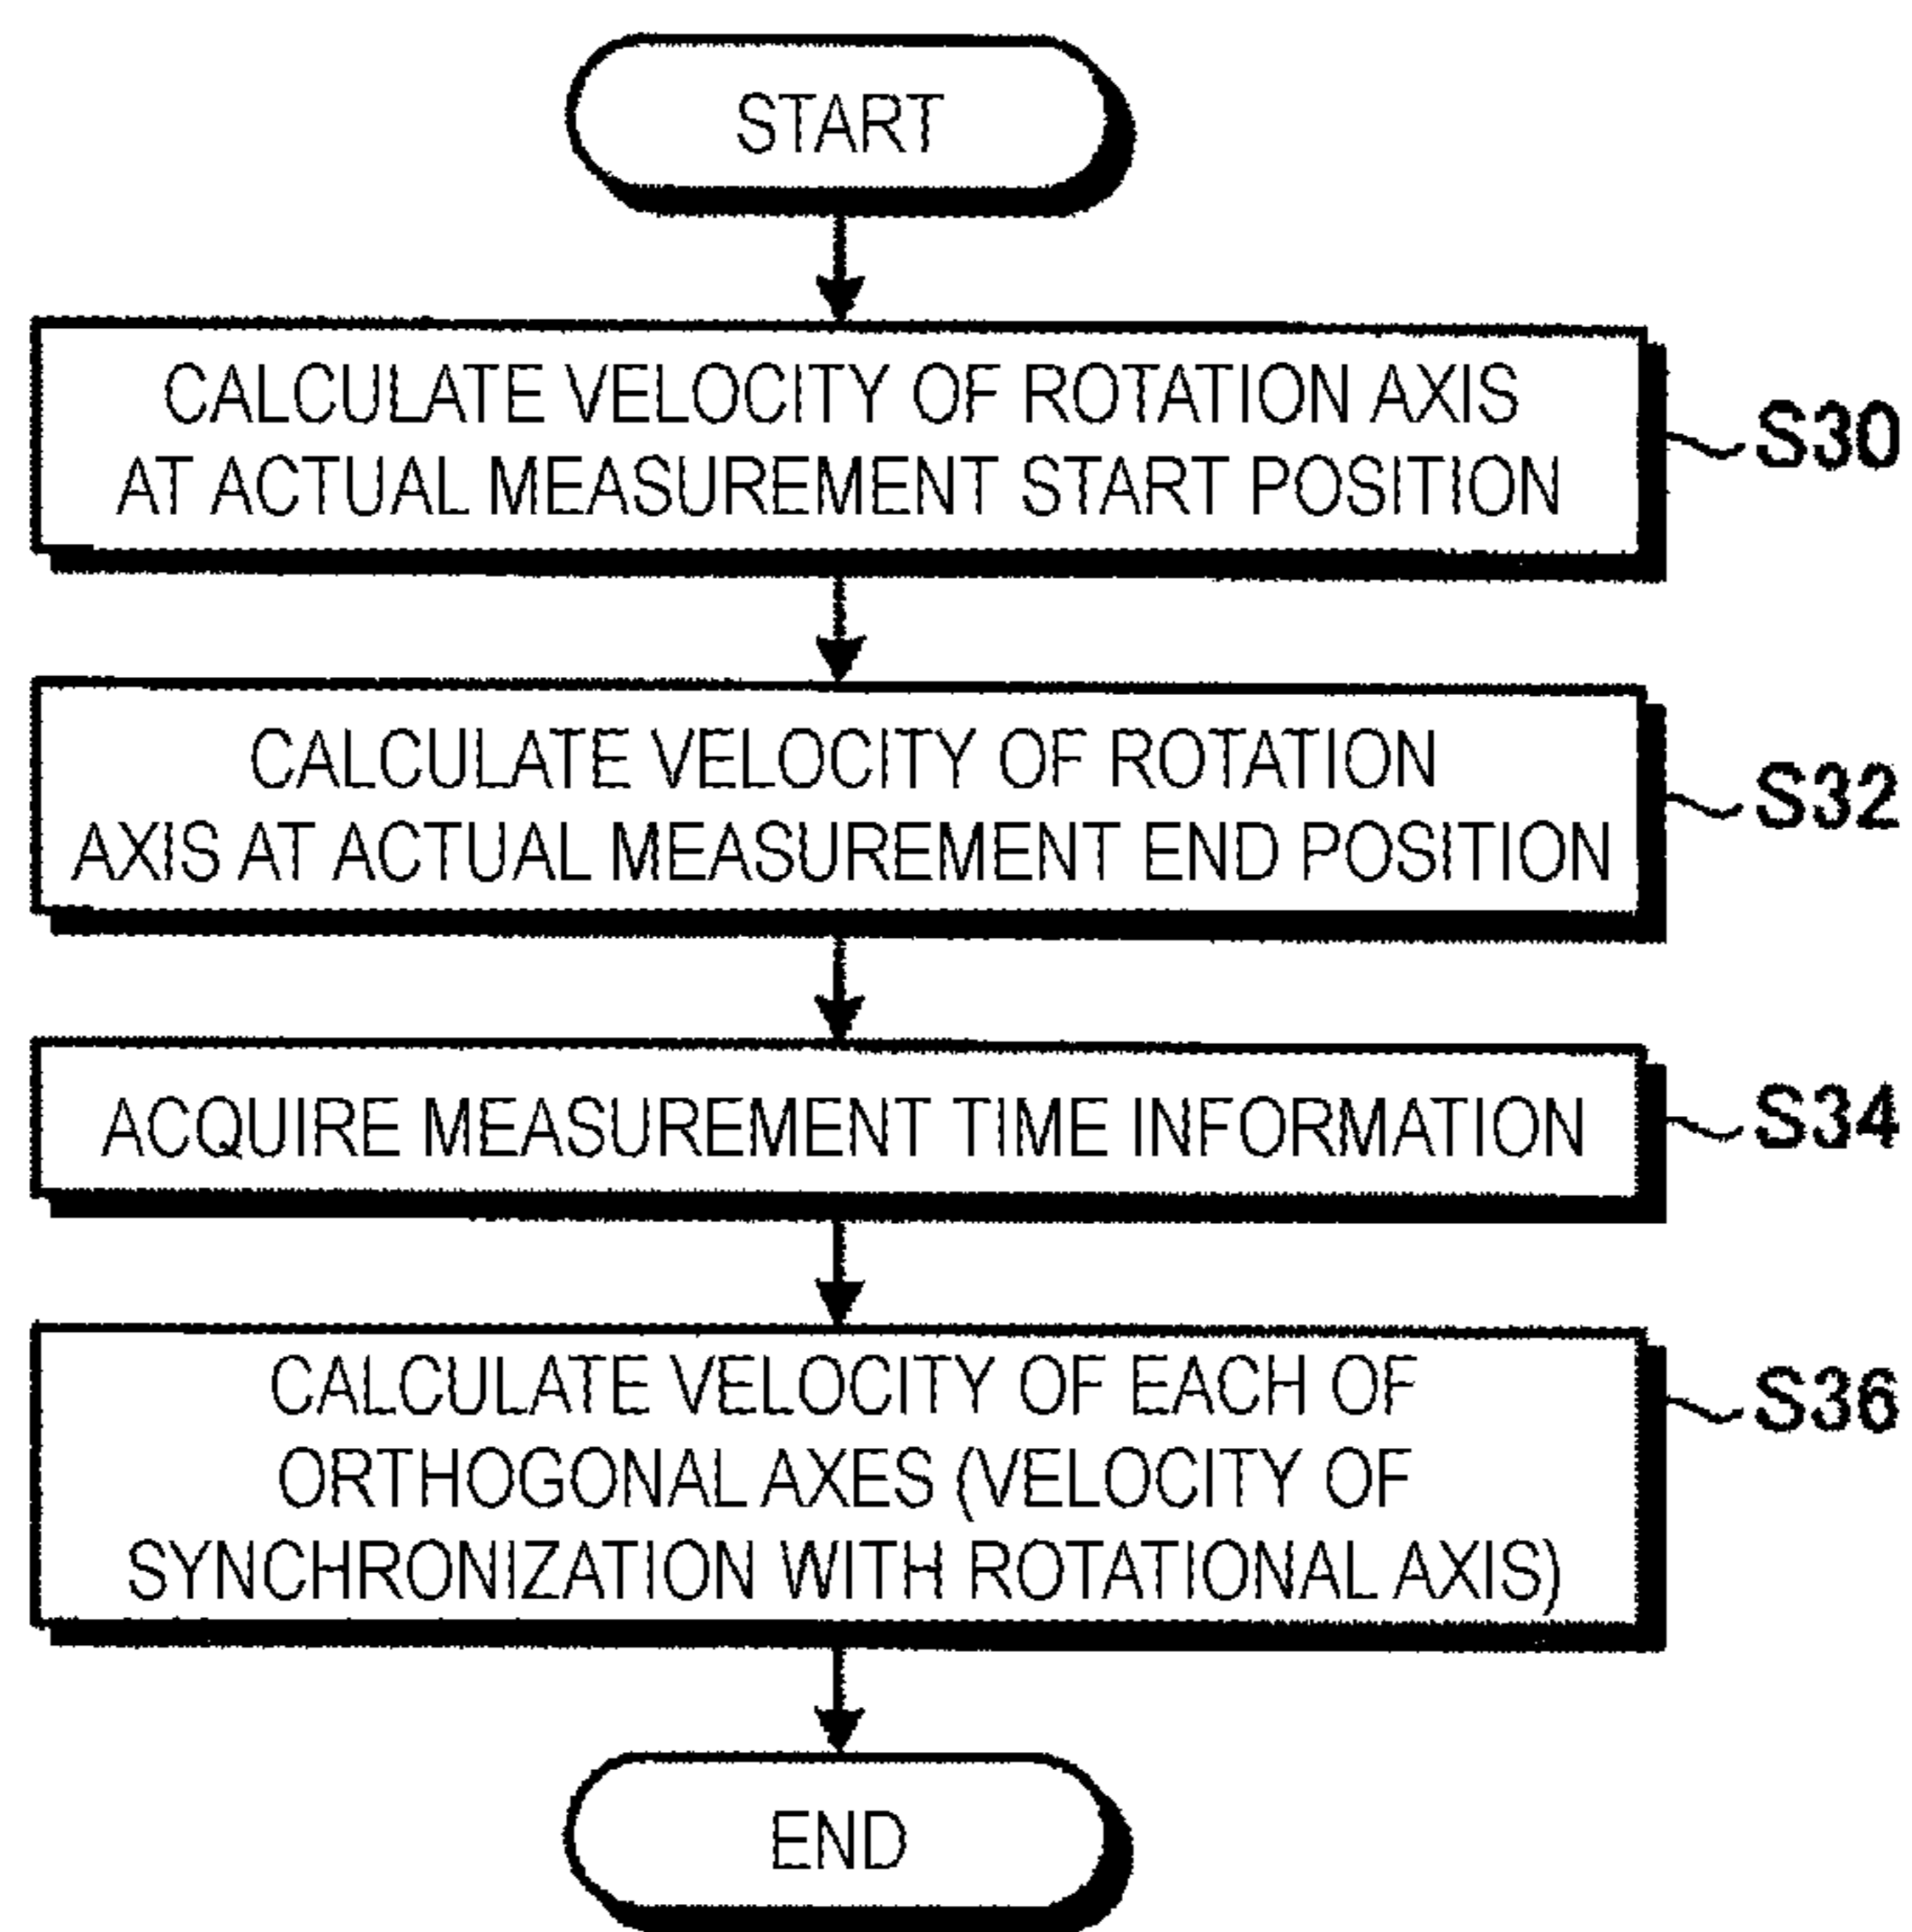 START
CALCULATE VELOCITY OF ROTATION AXIS
AT ACTUAL MEASUREMENT START POSITION
S30
CALCULATE VELOCITY OF ROTATION
AXIS AT ACTUAL MEASUREMENT END POSITION
S32
ACQUIRE MEASUREMENT TIME INFORMATION
S34
CALCULATE VELOCITY OF EACH OF
ORTHOGONAL AXES (VELOCITY OF
SYNCHRONIZATION WITH ROTATIONAL AXIS)
S36
END